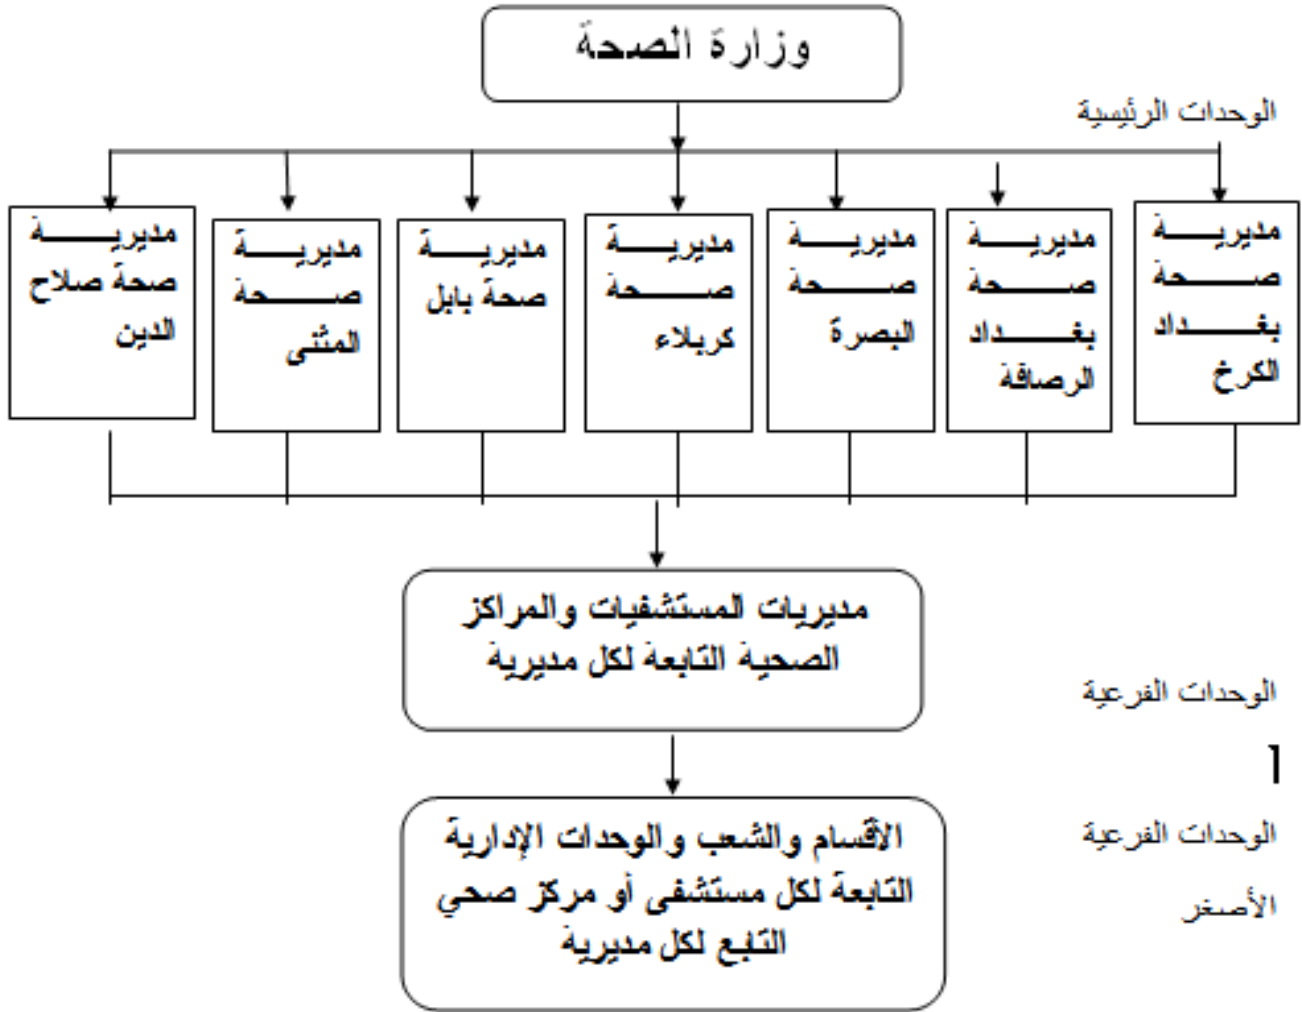 وزارة الصحة
الوحدات الرئيسية
مديرية
صحة
بغداد
الكرخ
مديرية
صحة
بغداد
الرصافة
مديرية
صحة
البصرة
مديرية
صحة
كربلاء
مديرية
صحة بابل
مديرية
صحة
المثنى
مديرية
صحة صلاح
الدين
مديريات المستشفيات والمراكز
الصحية التابعة لكل مديرية
الوحدات الفرعية
الأقسام والشعب والوحدات الإدارية
التابعة لكل مستشفى أو مركز صحي
التابع لكل مديرية
الوحدات الفرعية
الأصغر